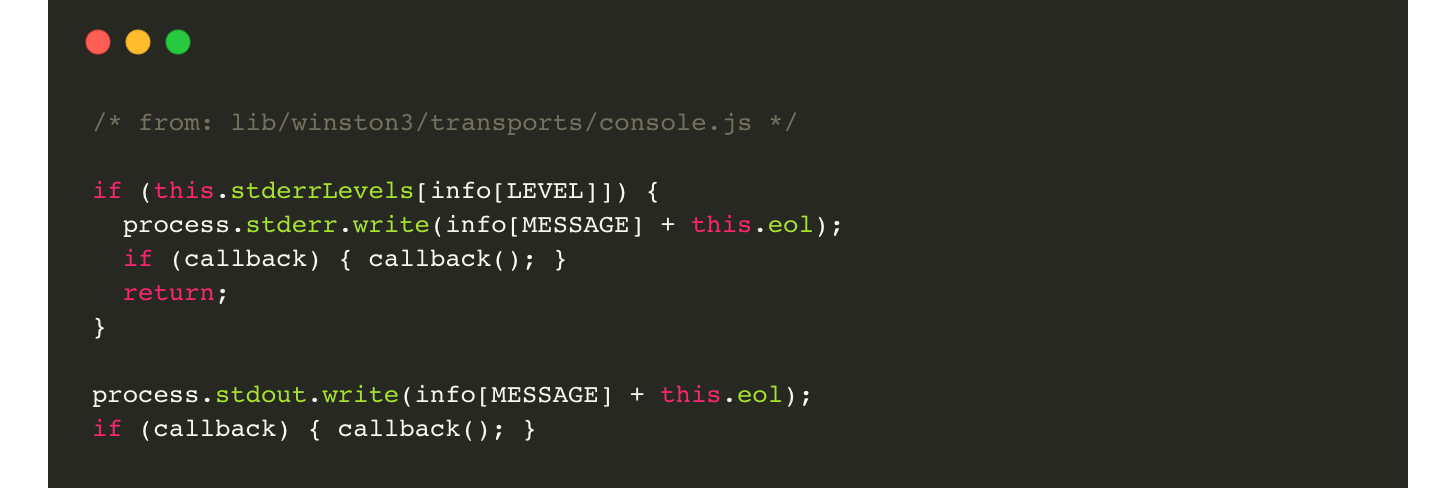 /* from: lib/winston3/transports/console.js */
if (this.stderrLevels[info[LEVEL]]) {
process.stderr.write(info[MESSAGE] + this.eol);
if (callback) { callback(); }
return;
}
process.stdout.write(info[MESSAGE] + this.eol);
if (callback) { callback(); }